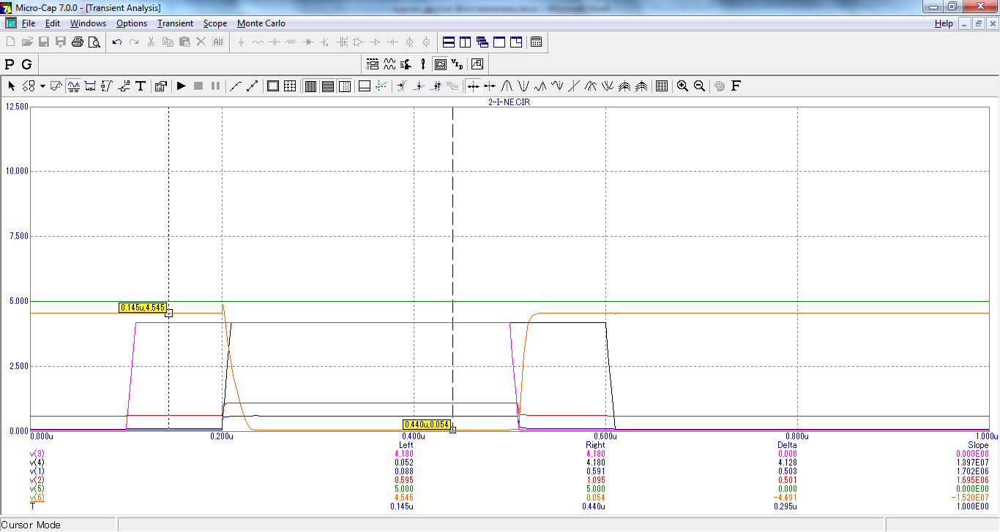 Micro-Cap 7.0.0 - [Transient Analysis]
File Edit Windows Options Transient Scope Monte Carlo Help
P G
T F
2-I-NE.CIR
12.500
10.000
7.500
5.000
0.145u,4.545
2.500
0.440u,0.054
0.000
0.000u 0.200u 0.400u 0.600u 0.800u 1.000u
Left Right Delta Slope
v(3) 4.180 4.180 0.000 0.000E00
v(4) 0.052 4.180 4.128 1.397E07
v(1) 0.088 0.591 0.503 1.702E06
v(2) 0.595 1.095 0.501 1.695E06
v(5) 5.000 5.000 0.000 0.000E00
v(6) 4.545 0.054 -4.491 -1.520E07
T 0.145u 0.440u 0.295u 1.000E00
Cursor Mode